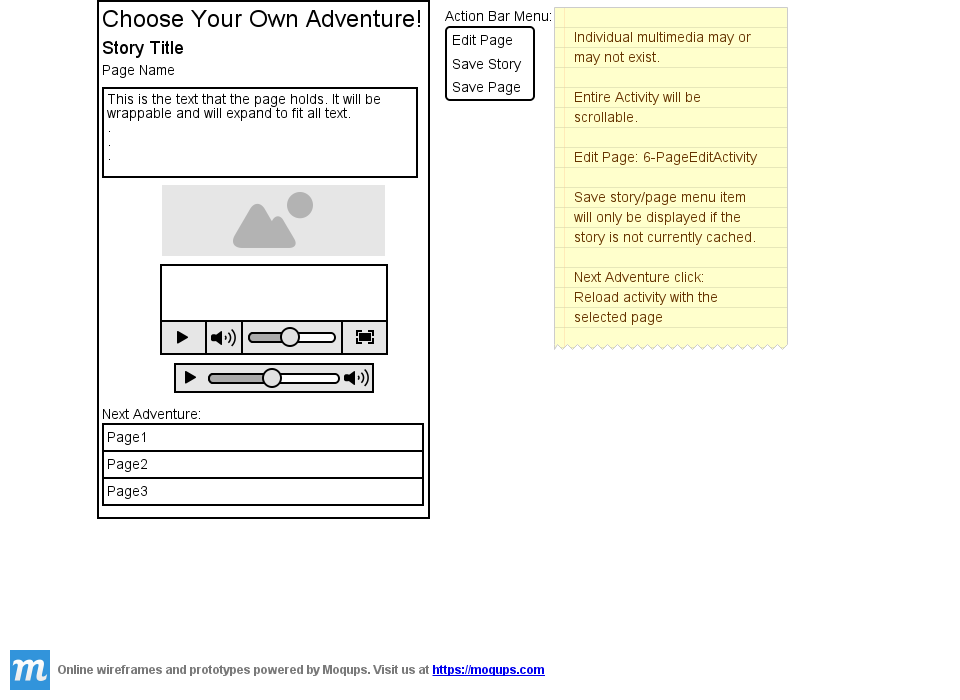 Choose Your Own Adventure!
Story Title
Page Name
This is the text that the page holds. It will be
wrappable and will expand to fit all text.
.
.
.
Next Adventure:
Page1
Page2
Page3
Action Bar Menu:
Edit Page
Save Story
Save Page
Individual multimedia may or
may not exist.
Entire Activity will be
scrollable.
Edit Page: 6-PageEditActivity
Save story/page menu item
will only be displayed if the
story is not currently cached.
Next Adventure click:
Reload activity with the
selected page
m
Online wireframes and prototypes powered by Moqups. Visit us at https://moqups.com